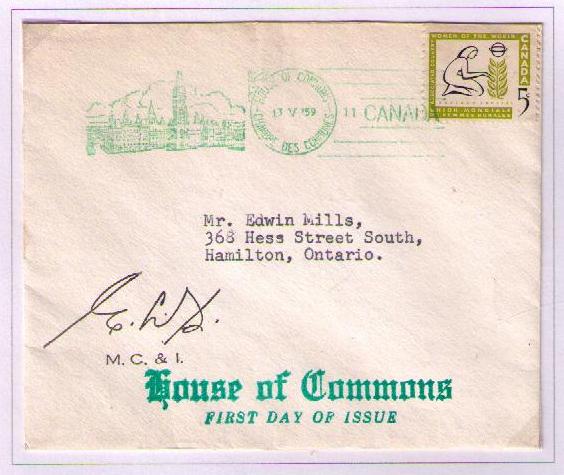 WOMEN OF THE WORLD
CANADA
5¢
HOUSE OF COMMONS
CHAMBRE DES COMMUNES
13 V '59
11 CANADA
Mr. Edwin Mills,
368 Hess Street South,
Hamilton, Ontario.
M. C. & I.
House of Commons
FIRST DAY OF ISSUE